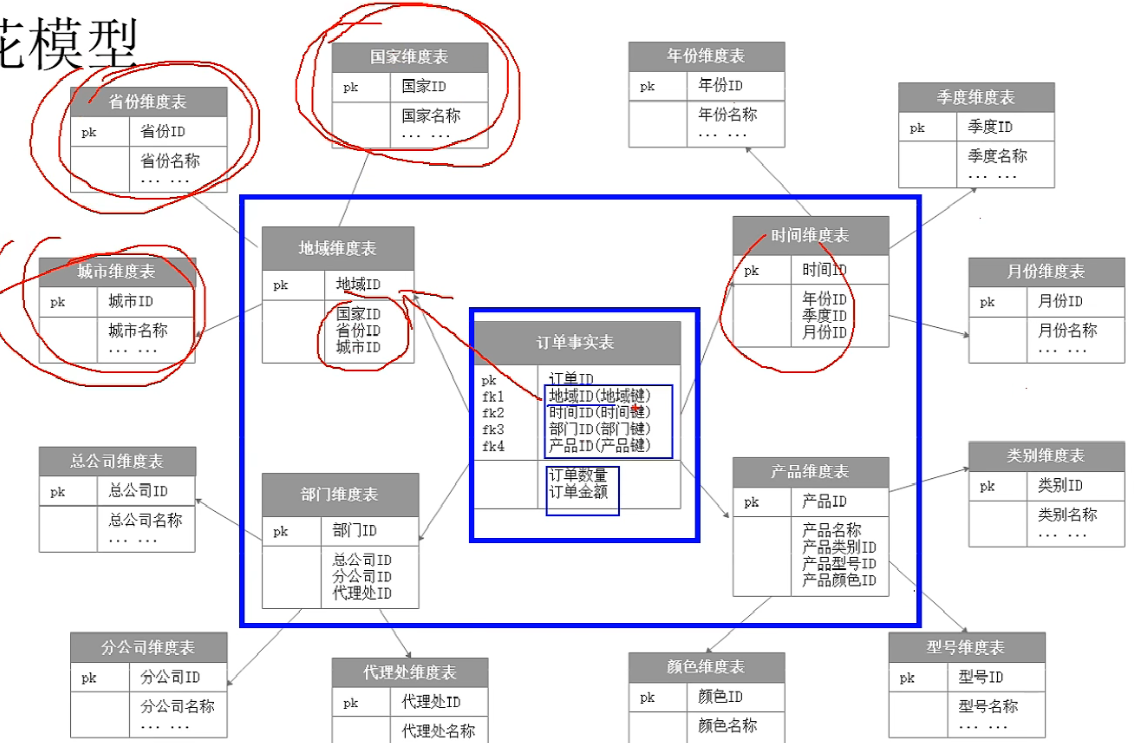 花模型
国家维度表
pk 国家ID
国家名称
... ...
年份维度表
pk 年份ID
年份名称
... ...
省份维度表
pk 省份ID
省份名称
... ...
季度维度表
pk 季度ID
季度名称
... ...
地域维度表
pk 地域ID
国家ID
省份ID
城市ID
时间维度表
pk 时间ID
年份ID
季度ID
月份ID
城市维度表
pk 城市ID
城市名称
... ...
月份维度表
pk 月份ID
月份名称
... ...
订单事实表
pk 订单ID
fk1 地域ID(地域键)
fk2 时间ID(时间键)
fk3 部门ID(部门键)
fk4 产品ID(产品键)
订单数量
订单金额
总公司维度表
pk 总公司ID
总公司名称
... ...
部门维度表
pk 部门ID
总公司ID
分公司ID
代理处ID
产品维度表
pk 产品ID
产品名称
产品类别ID
产品型号ID
产品颜色ID
类别维度表
pk 类别ID
类别名称
... ...
分公司维度表
pk 分公司ID
分公司名称
... ...
代理处维度表
pk 代理处ID
代理处名称
颜色维度表
pk 颜色ID
颜色名称
型号维度表
pk 型号ID
型号名称
... ...